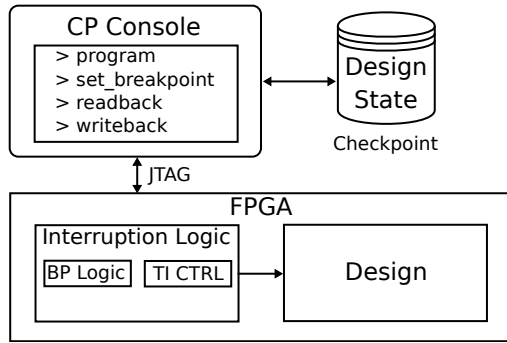 CP Console
> program
> set_breakpoint
> readback
> writeback
Design
State
Checkpoint
JTAG
FPGA
Interruption Logic
BP Logic
TI CTRL
Design